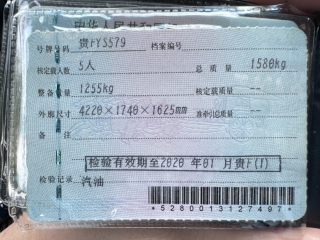 中华人民共和国
号牌号码 贵FYS579 档案编号
核定载人数 5人 总质量 1580kg
整备质量 1255kg 核定载质量 --
外廓尺寸 4220×1740×1625mm 准牵引总质量 --
检验有效期至2020年01月贵F(1)
检验记录 汽油
*5280013127497*